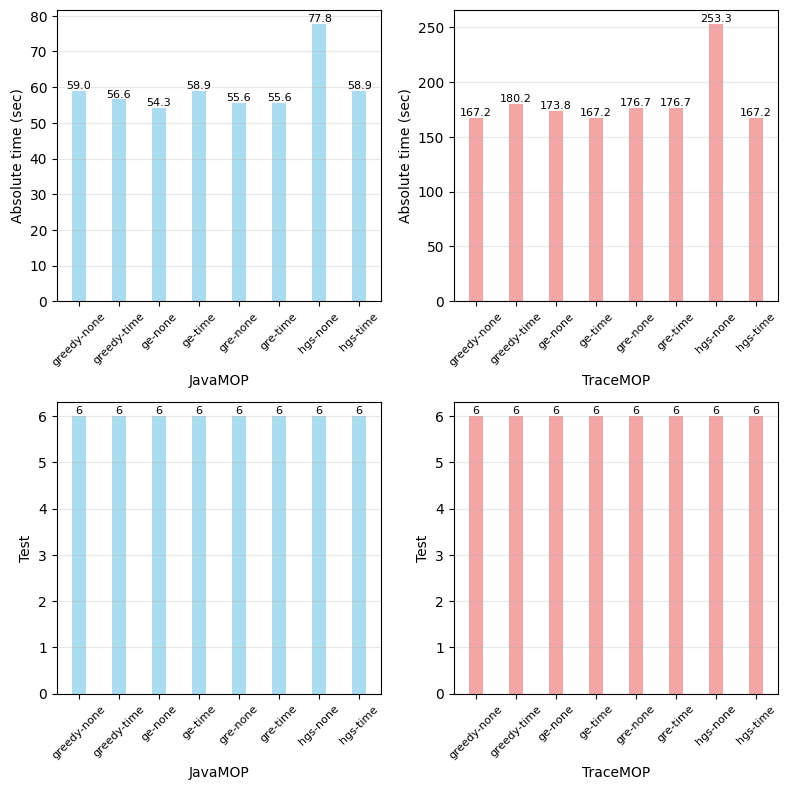 Absolute time (sec)
80
70
60
50
40
30
20
10
0
59.0
56.6
54.3
58.9
55.6
55.6
77.8
58.9
greedy-none
greedy-time
ge-none
ge-time
gre-none
gre-time
hgs-none
hgs-time
JavaMOP
Absolute time (sec)
250
200
150
100
50
0
167.2
180.2
173.8
167.2
176.7
176.7
253.3
167.2
greedy-none
greedy-time
ge-none
ge-time
gre-none
gre-time
hgs-none
hgs-time
TraceMOP
Test
6
5
4
3
2
1
0
6
6
6
6
6
6
6
6
greedy-none
greedy-time
ge-none
ge-time
gre-none
gre-time
hgs-none
hgs-time
JavaMOP
Test
6
5
4
3
2
1
0
6
6
6
6
6
6
6
6
greedy-none
greedy-time
ge-none
ge-time
gre-none
gre-time
hgs-none
hgs-time
TraceMOP